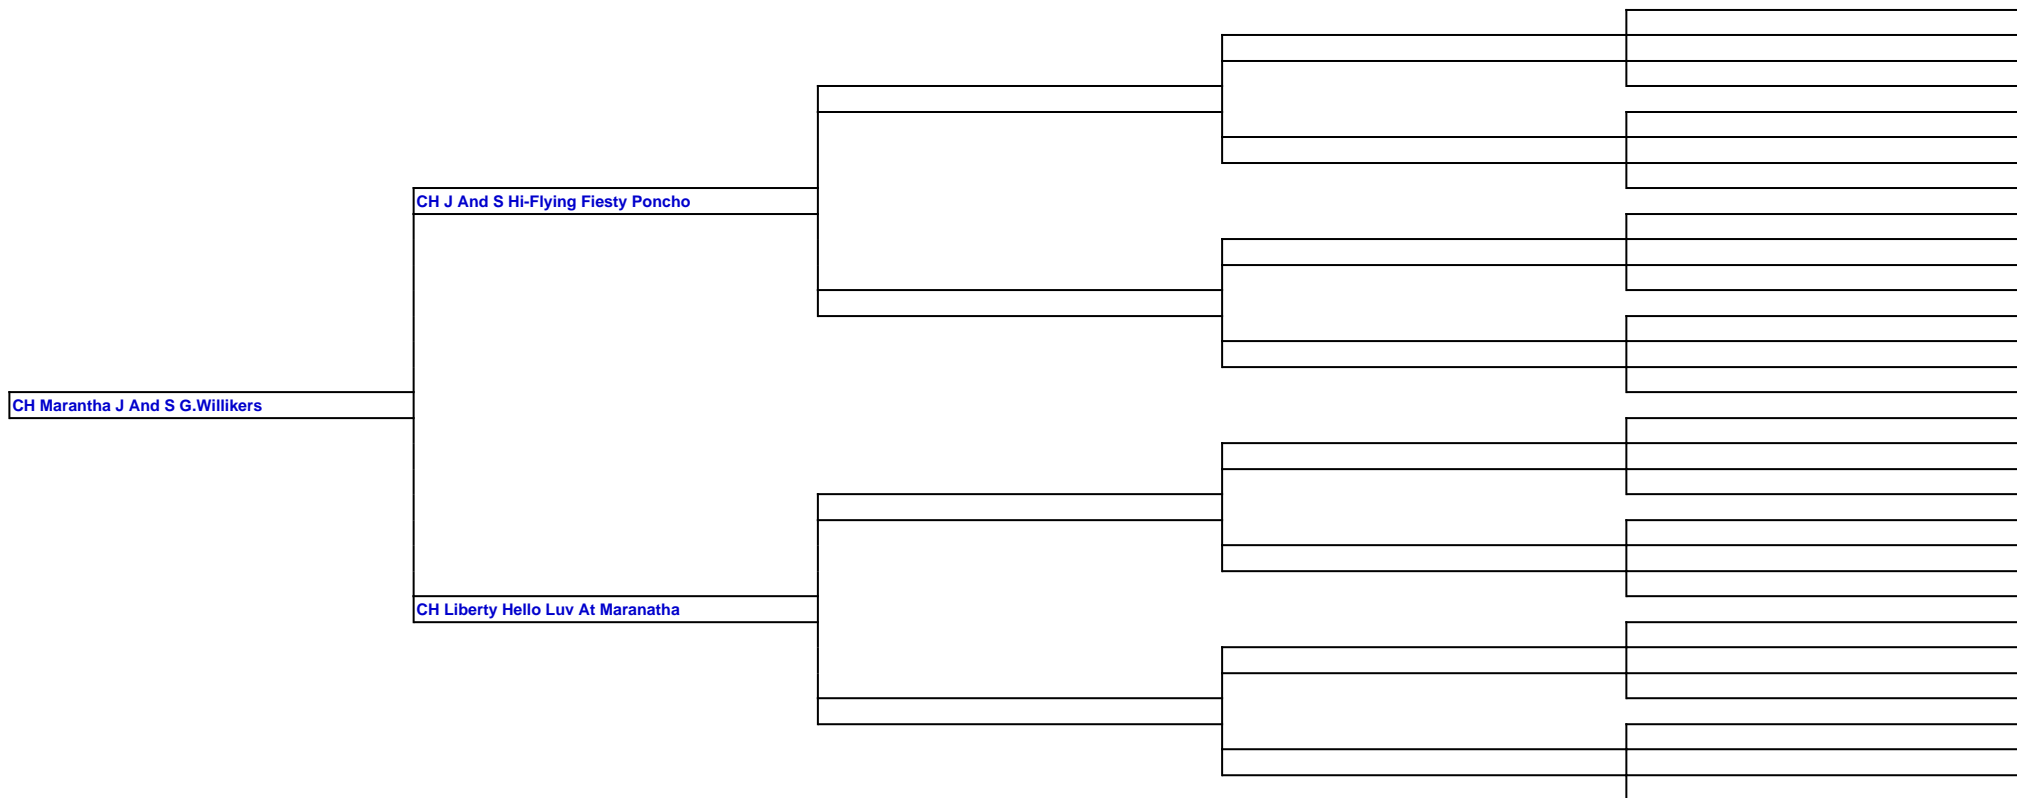 CH J And S Hi-Flying Fiesty Poncho
CH Marantha J And S G.Willikers
CH Liberty Hello Luv At Maranatha